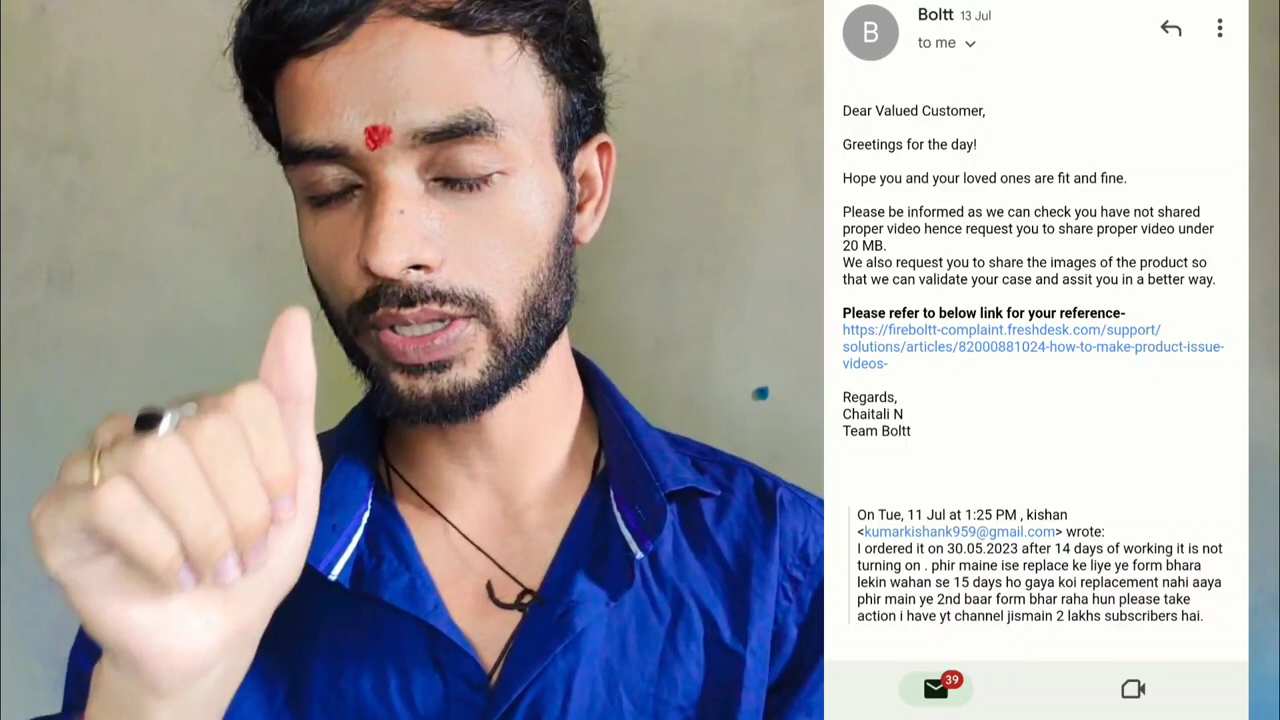 B
Boltt 13 Jul
to me
Dear Valued Customer,
Greetings for the day!
Hope you and your loved ones are fit and fine.
Please be informed as we can check you have not shared
proper video hence request you to share proper video under
20 MB.
We also request you to share the images of the product so
that we can validate your case and assit you in a better way.
Please refer to below link for your reference-
https://fireboltt-complaint.freshdesk.com/support/
solutions/articles/82000881024-how-to-make-product-issue-
videos-
Regards,
Chaitali N
Team Boltt
On Tue, 11 Jul at 1:25 PM , kishan
<kumarkishank959@gmail.com> wrote:
I ordered it on 30.05.2023 after 14 days of working it is not
turning on . phir maine ise replace ke liye ye form bhara
lekin wahan se 15 days ho gaya koi replacement nahi aaya
phir main ye 2nd baar form bhar raha hun please take
action i have yt channel jismain 2 lakhs subscribers hai.
39